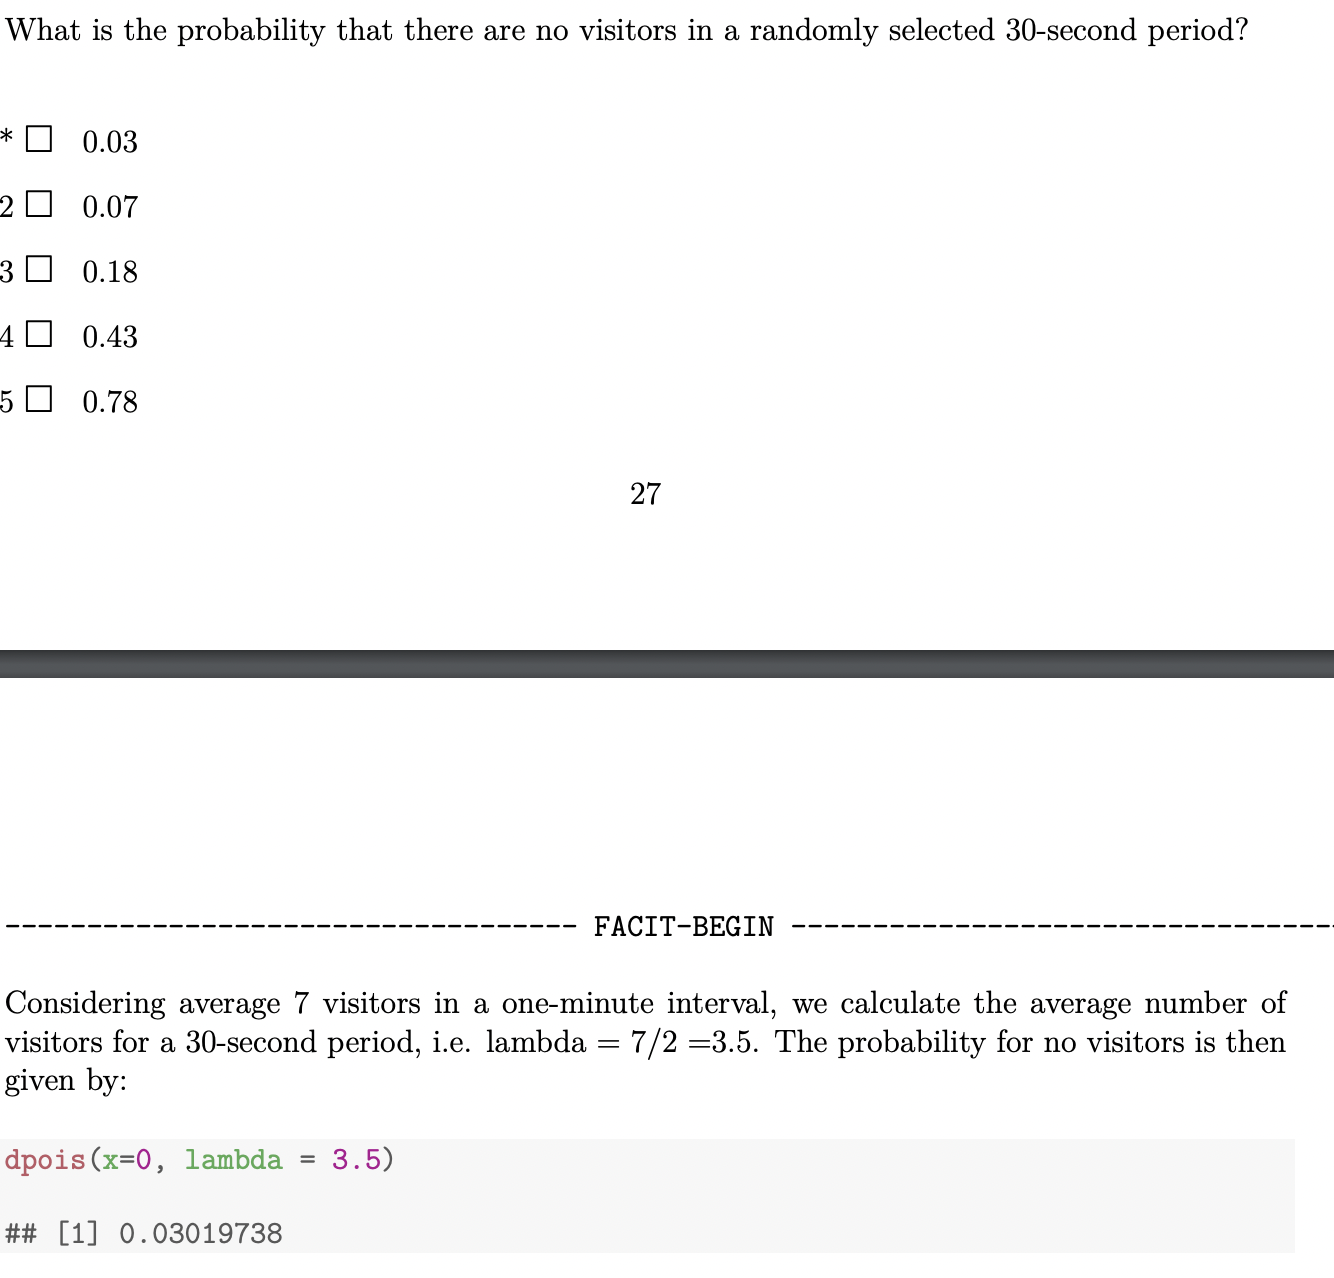 What is the probability that there are no visitors in a randomly selected 30-second period?
* □ 0.03
2 □ 0.07
3 □ 0.18
4 □ 0.43
5 □ 0.78
27
----------------------------------- FACIT-BEGIN ---------------------------------
Considering average 7 visitors in a one-minute interval, we calculate the average number of
visitors for a 30-second period, i.e. lambda = 7/2 =3.5. The probability for no visitors is then
given by:
dpois(x=0, lambda = 3.5)
## [1] 0.03019738